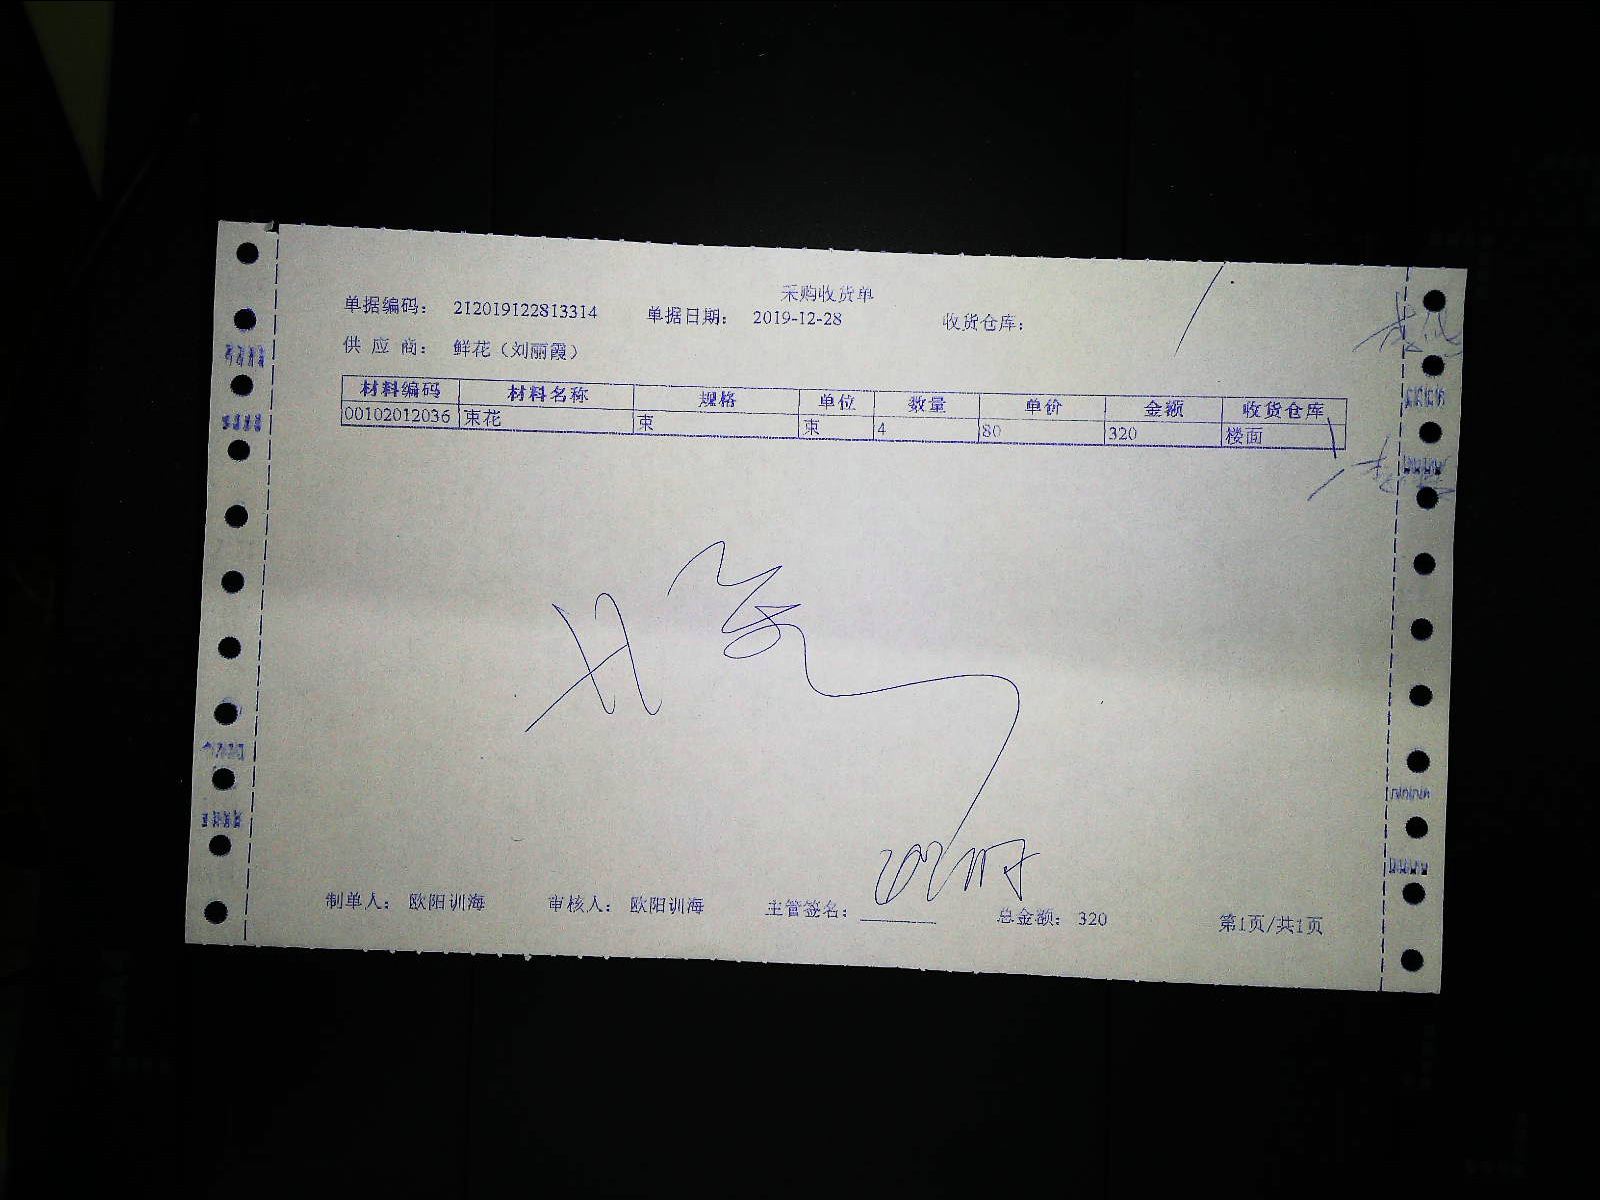 采购收货单
单据编码： 212019122813314 单据日期： 2019-12-28 收货仓库：
供 应 商： 鲜花（刘丽霞）
材料编码 材料名称 规格 单位 数量 单价 金额 收货仓库
00102012036 束花 束 束 4 80 320 楼面
制单人： 欧阳训海 审核人： 欧阳训海 主管签名： 总金额： 320 第1页/共1页